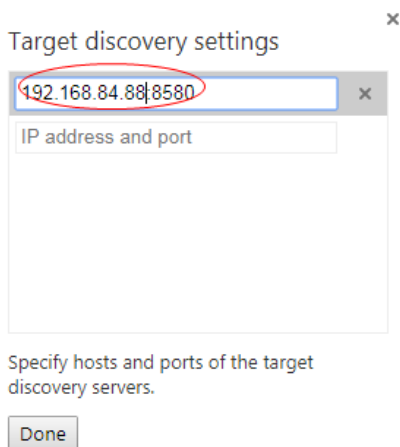 Target discovery settings
192.168.84.88:8580
IP address and port
Specify hosts and ports of the target
discovery servers.
Done